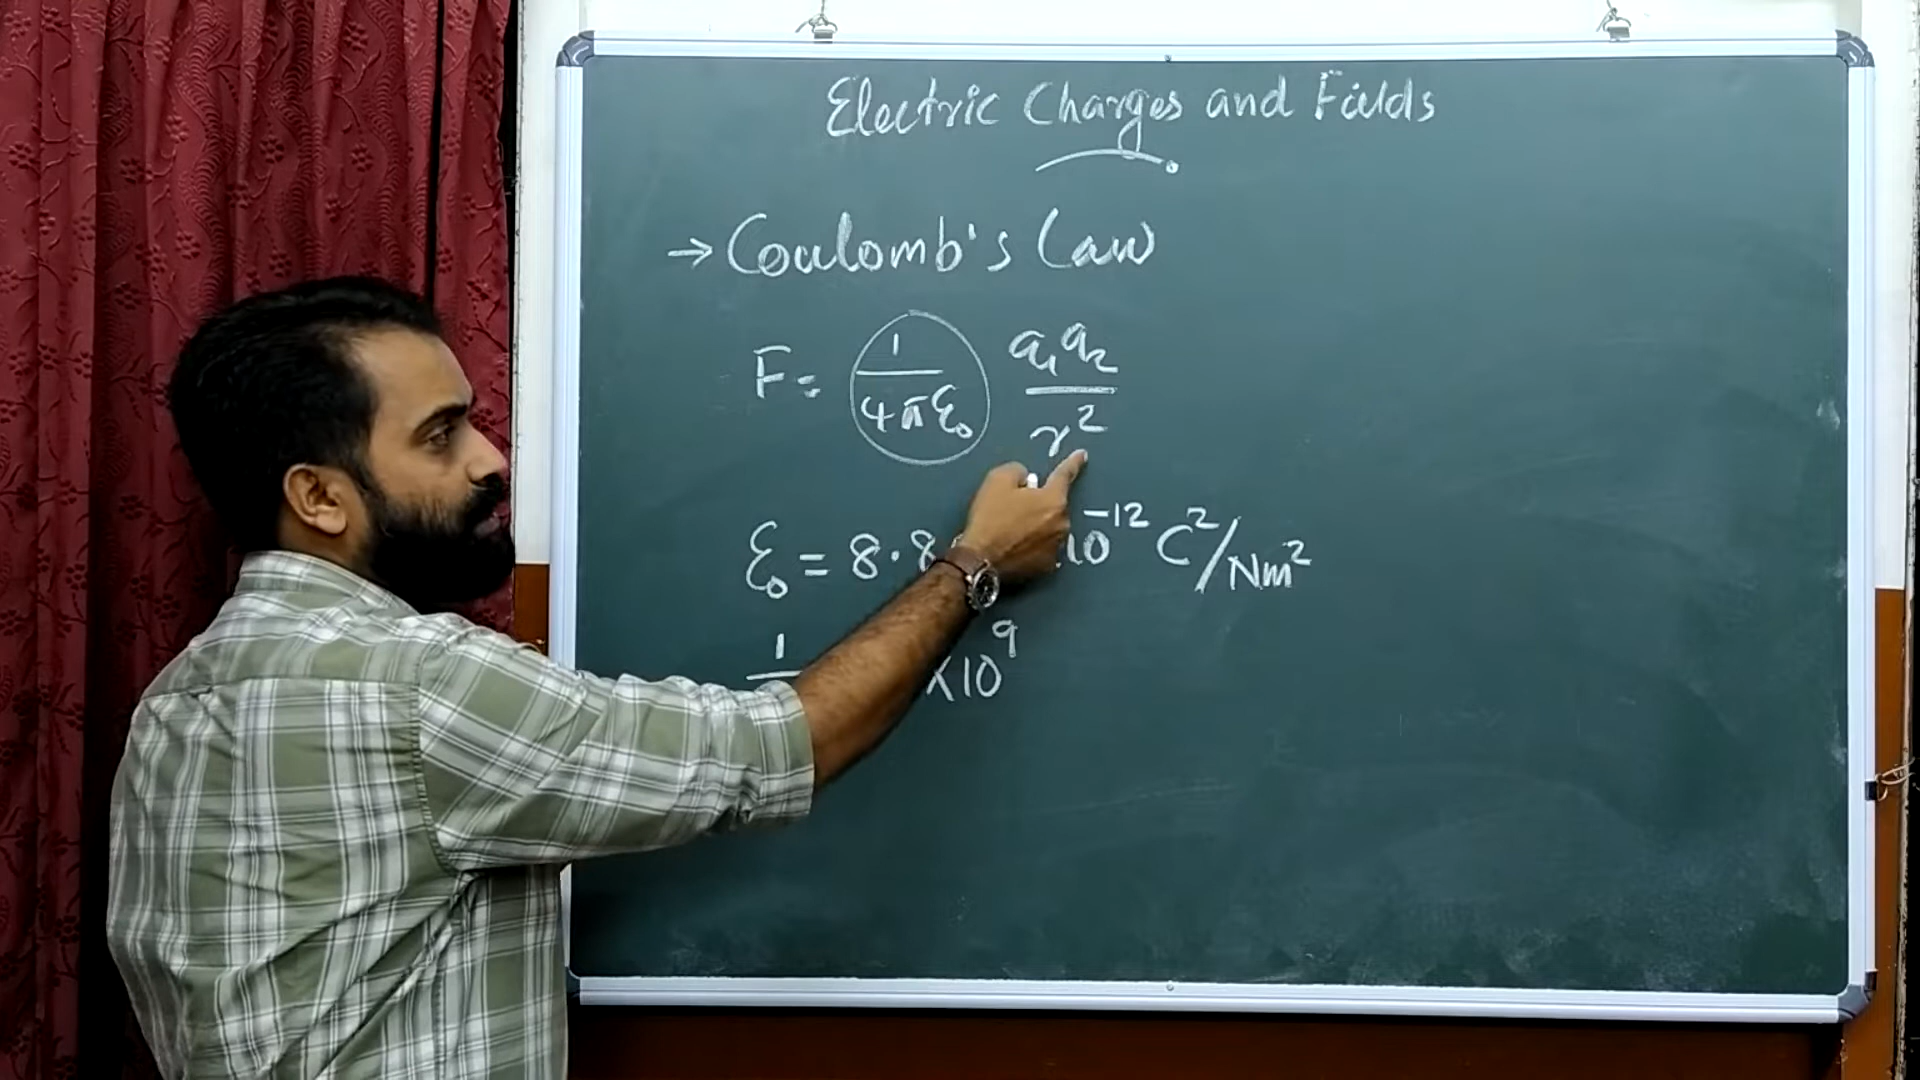 Electric Charges and Fields
→ Coulomb's Law
F = 1/4πε₀ q₁q₂/r²
ε₀ = 8.8 10⁻¹² C²/Nm²
1 ×10⁹